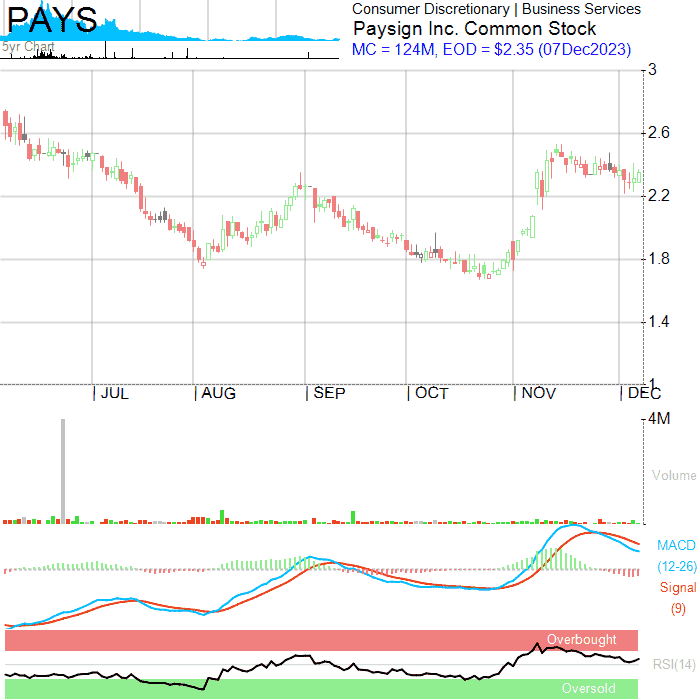 PAYS
5yr Chart
Consumer Discretionary | Business Services
Paysign Inc. Common Stock
MC = 124M, EOD = $2.35 (07Dec2023)
3
2.6
2.2
1.8
1.4
1
JUL AUG SEP OCT NOV DEC
4M
Volume
MACD
(12-26)
Signal
(9)
Overbought
RSI(14)
Oversold